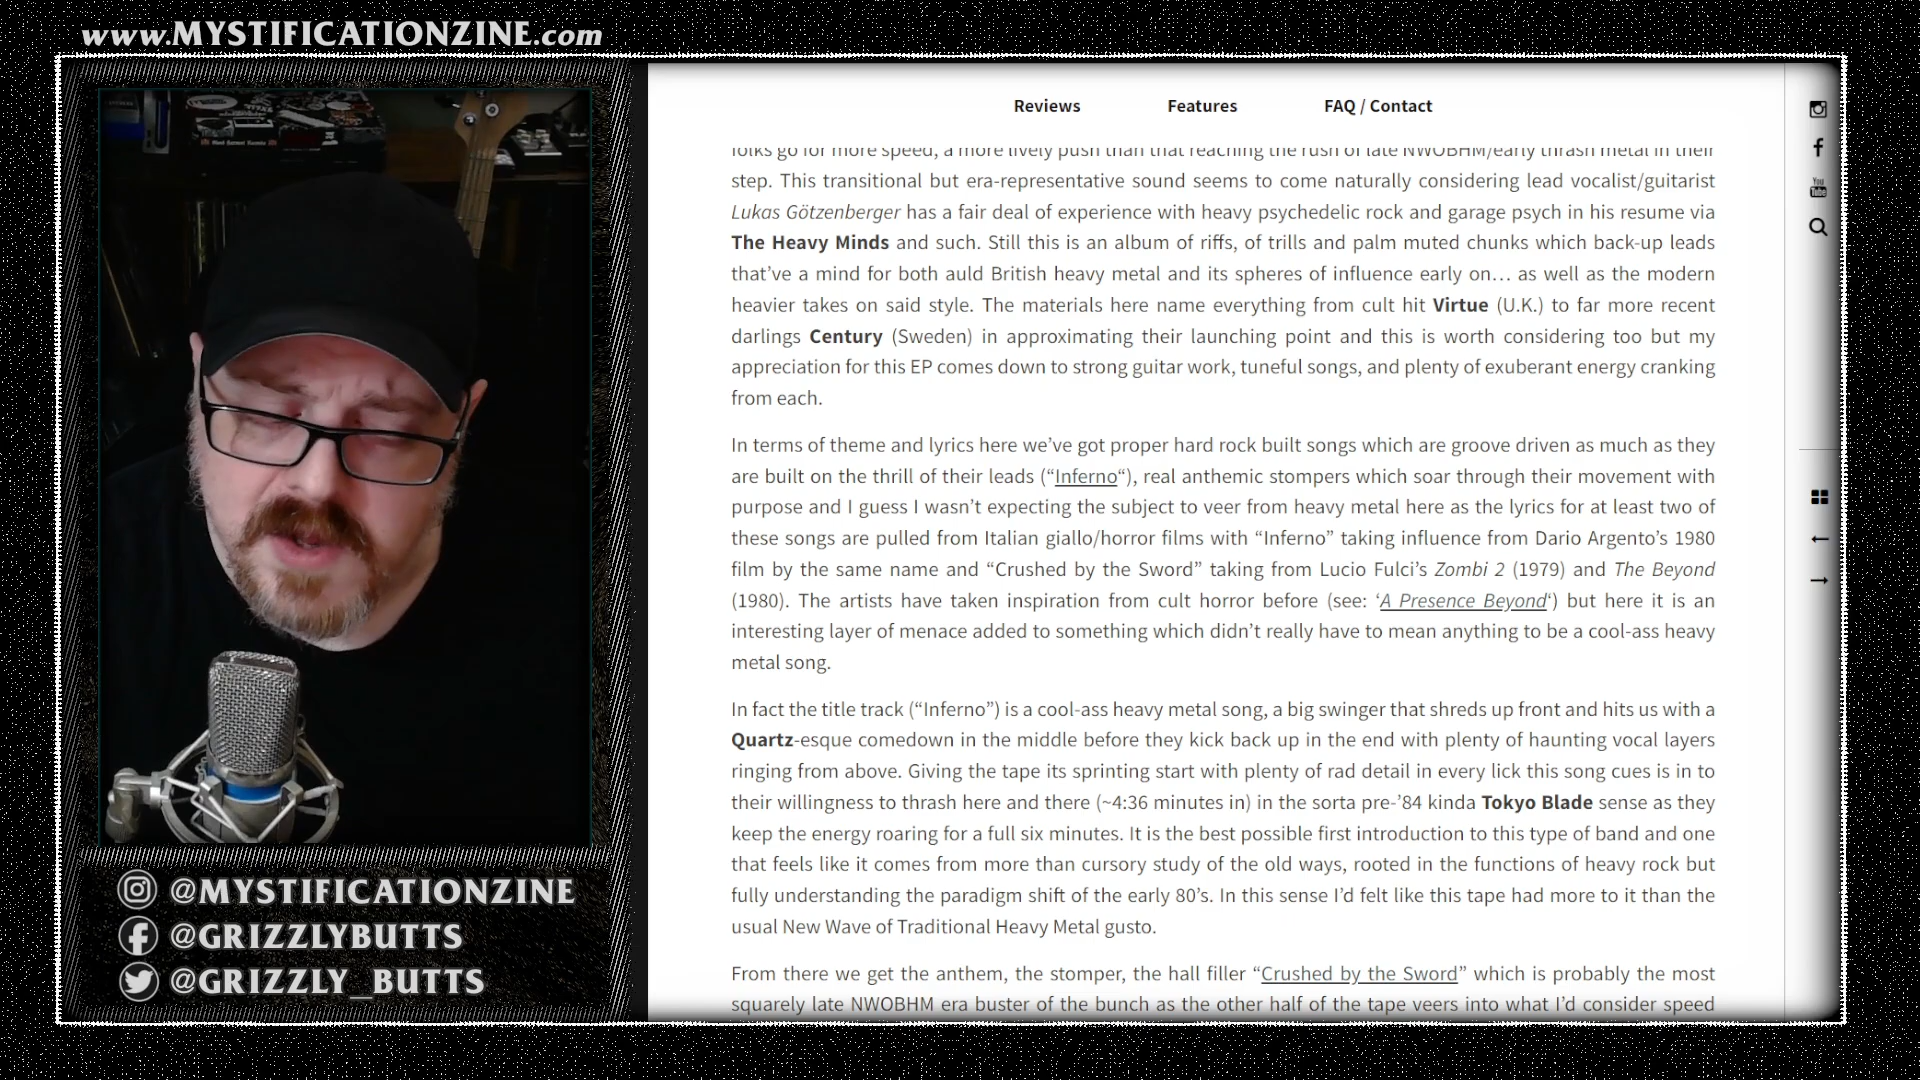 www.MYSTIFICATIONZINE.com
Reviews Features FAQ / Contact
folks go for more speed, a more lively push than that reaching the rush of late NWOBHM/early thrash metal in their
step. This transitional but era-representative sound seems to come naturally considering lead vocalist/guitarist
Lukas Götzenberger has a fair deal of experience with heavy psychedelic rock and garage psych in his resume via
The Heavy Minds and such. Still this is an album of riffs, of trills and palm muted chunks which back-up leads
that’ve a mind for both auld British heavy metal and its spheres of influence early on… as well as the modern
heavier takes on said style. The materials here name everything from cult hit Virtue (U.K.) to far more recent
darlings Century (Sweden) in approximating their launching point and this is worth considering too but my
appreciation for this EP comes down to strong guitar work, tuneful songs, and plenty of exuberant energy cranking
from each.
In terms of theme and lyrics here we’ve got proper hard rock built songs which are groove driven as much as they
are built on the thrill of their leads (“Inferno“), real anthemic stompers which soar through their movement with
purpose and I guess I wasn’t expecting the subject to veer from heavy metal here as the lyrics for at least two of
these songs are pulled from Italian giallo/horror films with “Inferno” taking influence from Dario Argento’s 1980
film by the same name and “Crushed by the Sword” taking from Lucio Fulci’s Zombi 2 (1979) and The Beyond
(1980). The artists have taken inspiration from cult horror before (see: ‘A Presence Beyond‘) but here it is an
interesting layer of menace added to something which didn’t really have to mean anything to be a cool-ass heavy
metal song.
In fact the title track (“Inferno”) is a cool-ass heavy metal song, a big swinger that shreds up front and hits us with a
Quartz-esque comedown in the middle before they kick back up in the end with plenty of haunting vocal layers
ringing from above. Giving the tape its sprinting start with plenty of rad detail in every lick this song cues is in to
their willingness to thrash here and there (~4:36 minutes in) in the sorta pre-’84 kinda Tokyo Blade sense as they
keep the energy roaring for a full six minutes. It is the best possible first introduction to this type of band and one
that feels like it comes from more than cursory study of the old ways, rooted in the functions of heavy rock but
fully understanding the paradigm shift of the early 80’s. In this sense I’d felt like this tape had more to it than the
usual New Wave of Traditional Heavy Metal gusto.
From there we get the anthem, the stomper, the hall filler “Crushed by the Sword” which is probably the most
squarely late NWOBHM era buster of the bunch as the other half of the tape veers into what I’d consider speed
You
Tube
@MYSTIFICATIONZINE
@GRIZZLYBUTTS
@GRIZZLY_BUTTS